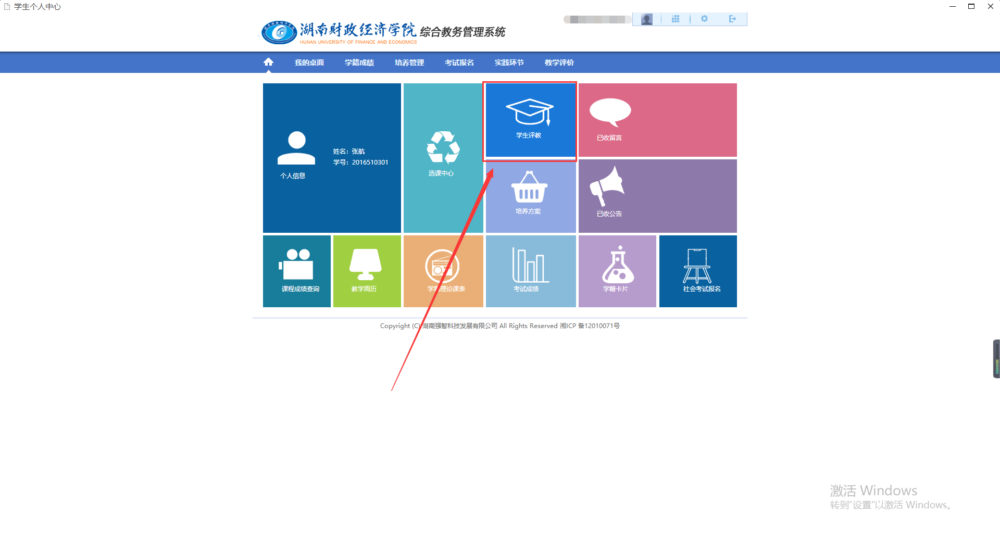 学生个人中心
湖南财政经济学院 综合教务管理系统
HUNAN UNIVERSITY OF FINANCE AND ECONOMICS
我的桌面 学籍成绩 培养管理 考试报名 实践环节 教学评价
学生评教
已收留言
姓名：张航
学号：2016510301
个人信息
选课中心
培养方案
已收公告
课程成绩查询
教学周历
学期理论课表
考试成绩
学籍卡片
社会考试报名
Copyright (C) 湖南强智科技发展有限公司 All Rights Reserved 湘ICP 备12010071号
激活 Windows
转到“设置”以激活 Windows。